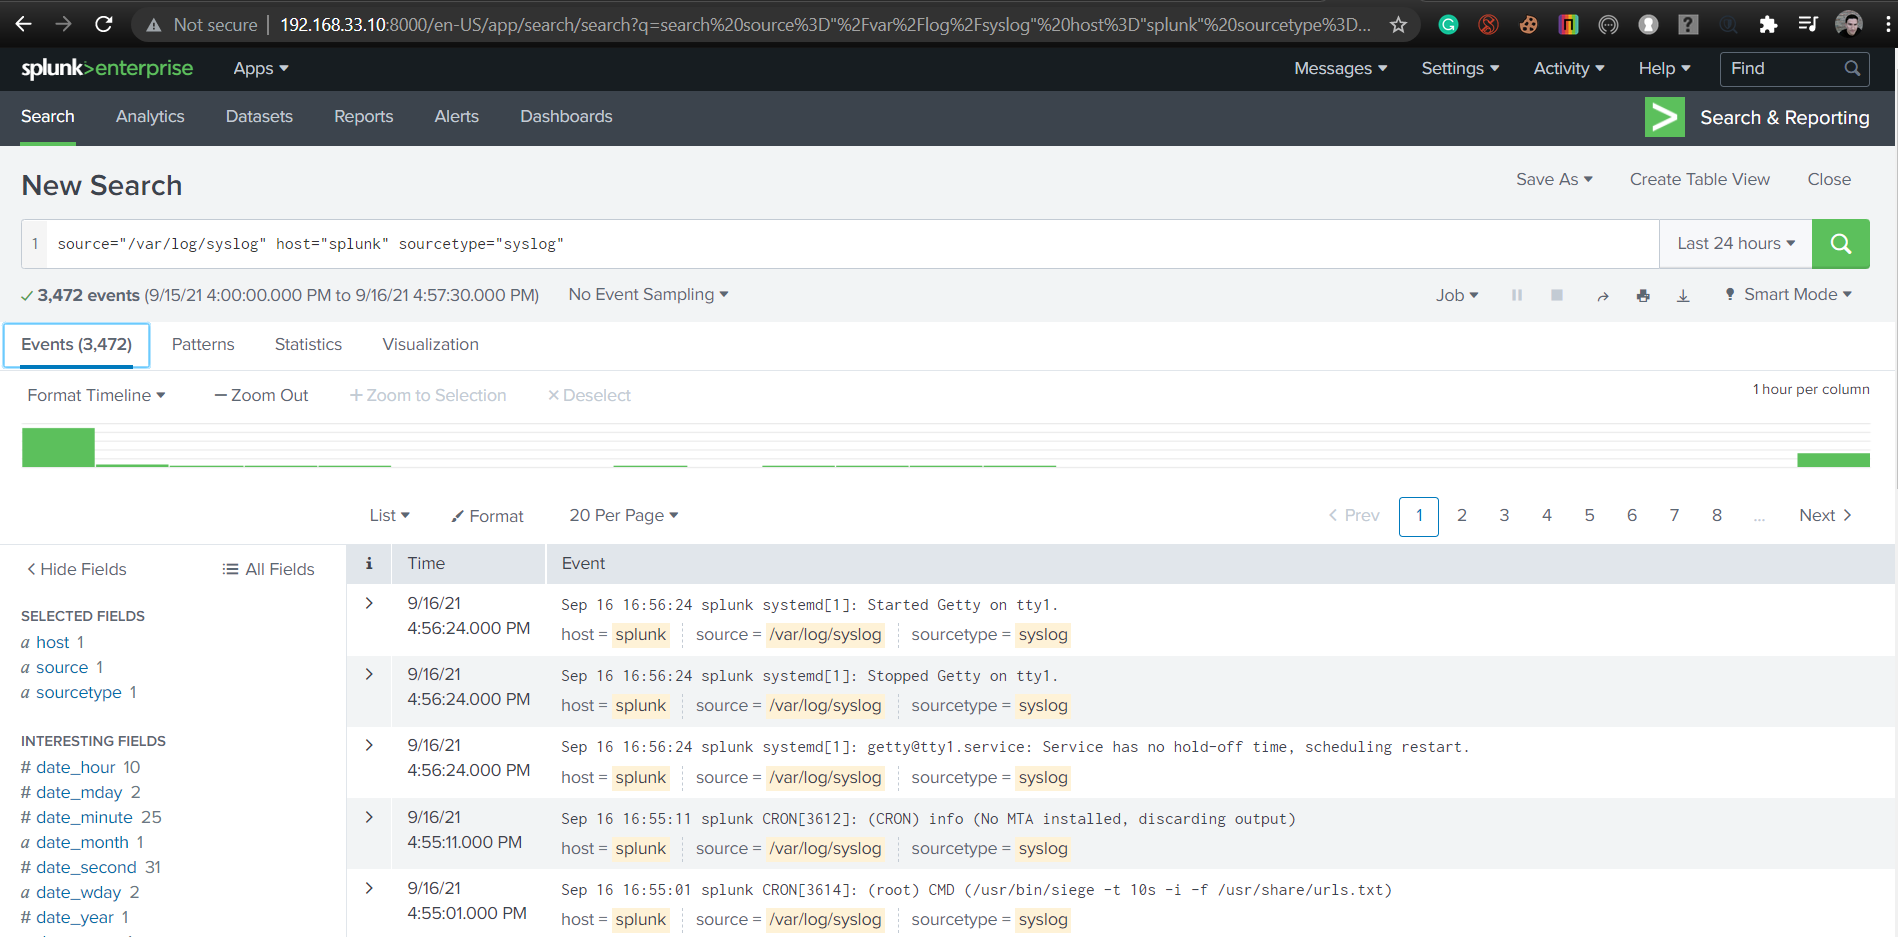 Not secure | 192.168.33.10:8000/en-US/app/search/search?q=search%20source%3D"%2Fvar%2Flog%2Fsyslog"%20host%3D"splunk"%20sourcetype%3D...
splunk>enterprise Apps Messages Settings Activity Help Find
Search Analytics Datasets Reports Alerts Dashboards Search & Reporting
New Search Save As Create Table View Close
1 source="/var/log/syslog" host="splunk" sourcetype="syslog" Last 24 hours
3,472 events (9/15/21 4:00:00.000 PM to 9/16/21 4:57:30.000 PM) No Event Sampling Job Smart Mode
Events (3,472) Patterns Statistics Visualization
Format Timeline — Zoom Out + Zoom to Selection × Deselect 1 hour per column
List Format 20 Per Page < Prev 1 2 3 4 5 6 7 8 ... Next >
< Hide Fields All Fields
SELECTED FIELDS
a host 1
a source 1
a sourcetype 1
INTERESTING FIELDS
# date_hour 10
# date_mday 2
# date_minute 25
a date_month 1
# date_second 31
a date_wday 2
# date_year 1
i Time Event
> 9/16/21 4:56:24.000 PM
Sep 16 16:56:24 splunk systemd[1]: Started Getty on tty1.
host = splunk source = /var/log/syslog sourcetype = syslog
> 9/16/21 4:56:24.000 PM
Sep 16 16:56:24 splunk systemd[1]: Stopped Getty on tty1.
host = splunk source = /var/log/syslog sourcetype = syslog
> 9/16/21 4:56:24.000 PM
Sep 16 16:56:24 splunk systemd[1]: getty@tty1.service: Service has no hold-off time, scheduling restart.
host = splunk source = /var/log/syslog sourcetype = syslog
> 9/16/21 4:55:11.000 PM
Sep 16 16:55:11 splunk CRON[3612]: (CRON) info (No MTA installed, discarding output)
host = splunk source = /var/log/syslog sourcetype = syslog
> 9/16/21 4:55:01.000 PM
Sep 16 16:55:01 splunk CRON[3614]: (root) CMD (/usr/bin/siege -t 10s -i -f /usr/share/urls.txt)
host = splunk source = /var/log/syslog sourcetype = syslog